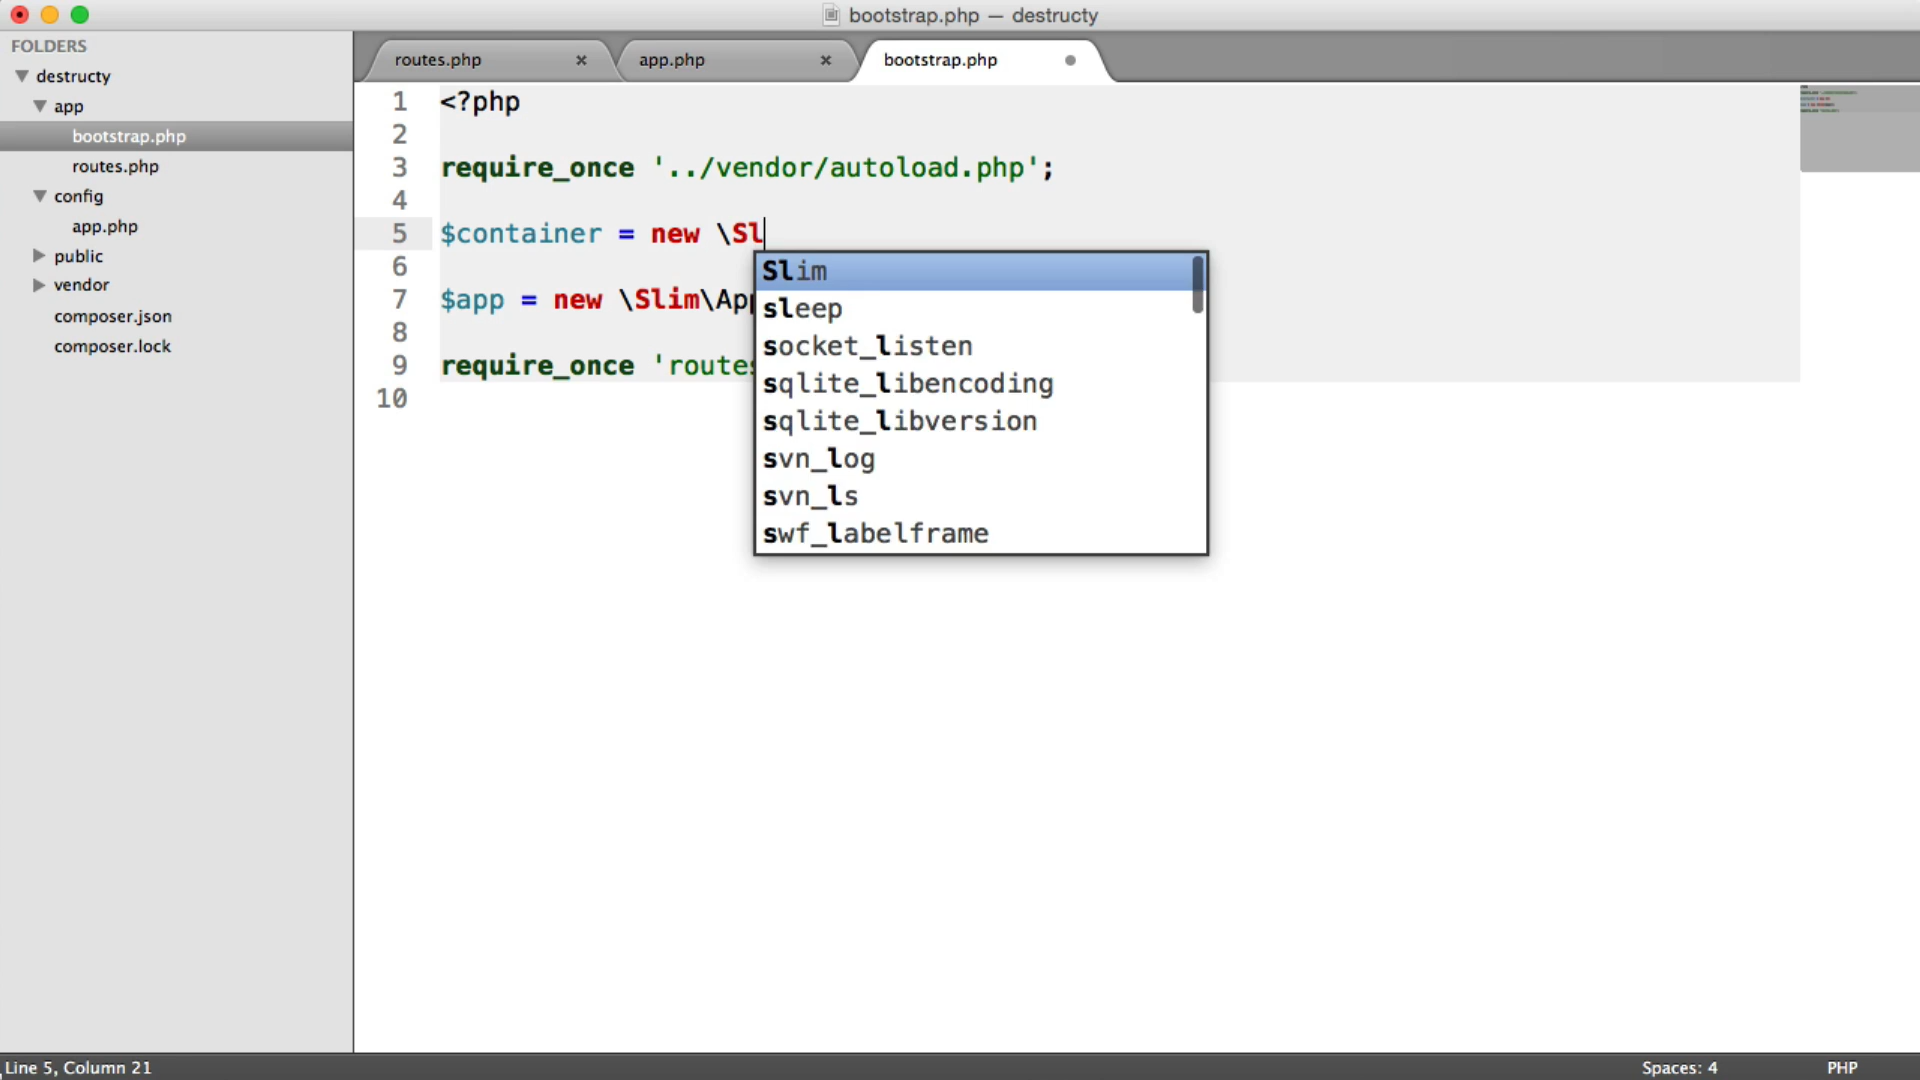 bootstrap.php — destructy
FOLDERS
destructy
app
bootstrap.php
routes.php
config
app.php
public
vendor
composer.json
composer.lock
routes.php
app.php
bootstrap.php
1 <?php
2
3 require_once '../vendor/autoload.php';
4
5 $container = new \Sl
6
7 $app = new \Slim\App
8
9 require_once 'routes
10
Slim
sleep
socket_listen
sqlite_libencoding
sqlite_libversion
svn_log
svn_ls
swf_labelframe
Line 5, Column 21
Spaces: 4
PHP